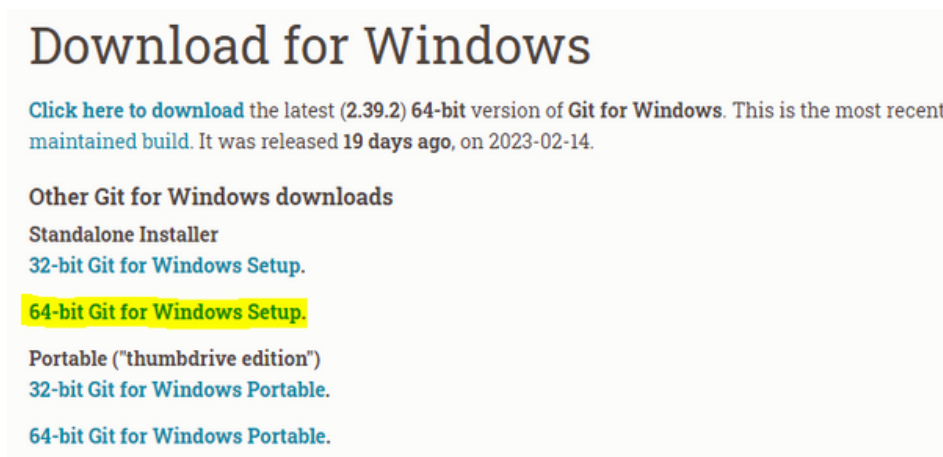 Download for Windows
Click here to download the latest (2.39.2) 64-bit version of Git for Windows. This is the most recent
maintained build. It was released 19 days ago, on 2023-02-14.
Other Git for Windows downloads
Standalone Installer
32-bit Git for Windows Setup.
64-bit Git for Windows Setup.
Portable ("thumbdrive edition")
32-bit Git for Windows Portable.
64-bit Git for Windows Portable.